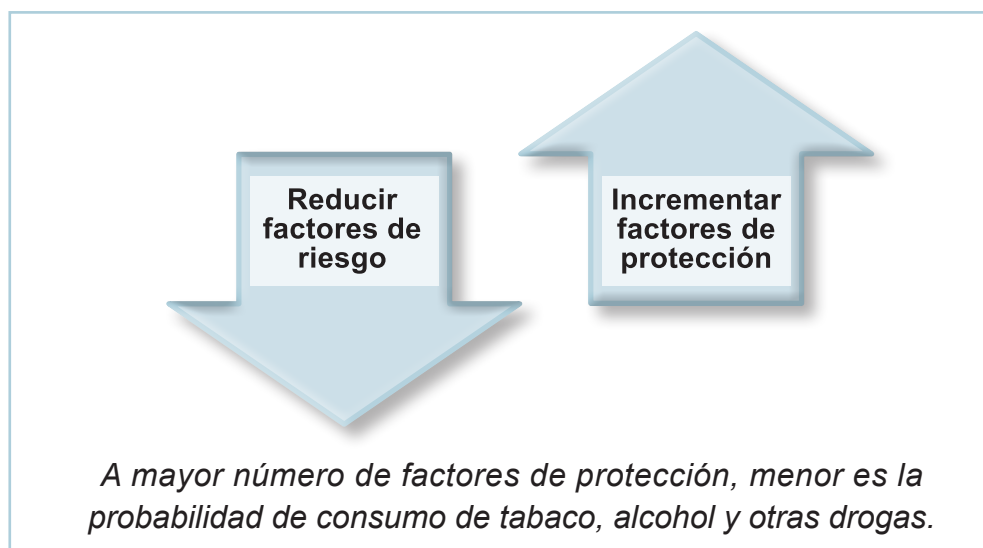 Reducir
factores de
riesgo
Incrementar
factores de
protección
A mayor número de factores de protección, menor es la
probabilidad de consumo de tabaco, alcohol y otras drogas.